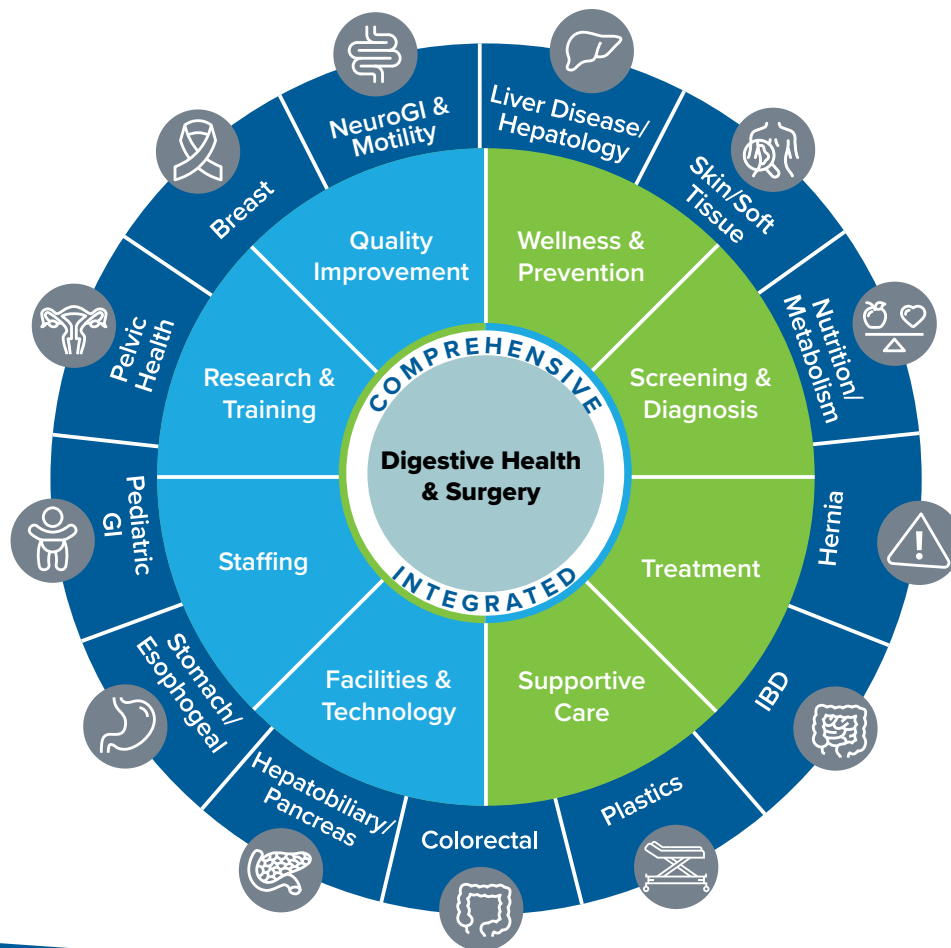 NeuroGI &
Motility
Liver Disease/
Hepatology
Skin/Soft
Tissue
Nutrition/
Metabolism
Hernia
IBD
Plastics
Colorectal
Hepatobiliary/
Pancreas
Stomach/
Esophogeal
Pediatric
GI
Pelvic
Health
Breast
Quality
Improvement
Wellness &
Prevention
Screening &
Diagnosis
Treatment
Supportive
Care
Facilities &
Technology
Staffing
Research &
Training
COMPREHENSIVE
Digestive Health
& Surgery
INTEGRATED